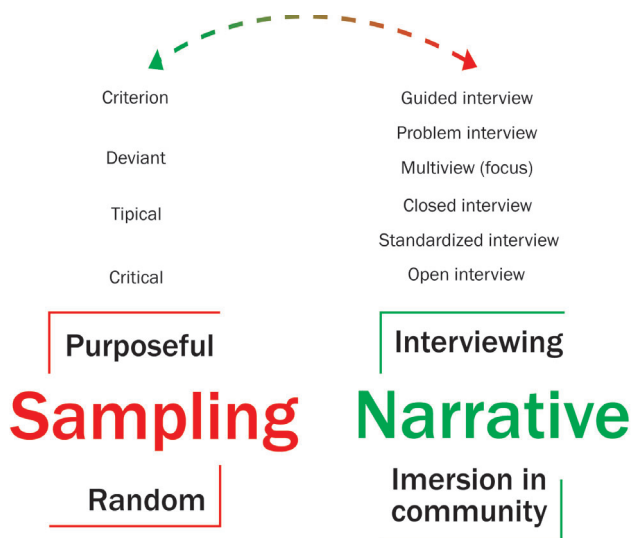 Criterion
Deviant
Tipical
Critical
Purposeful
Sampling
Random
Guided interview
Problem interview
Multiview (focus)
Closed interview
Standardized interview
Open interview
Interviewing
Narrative
Imersion in
community